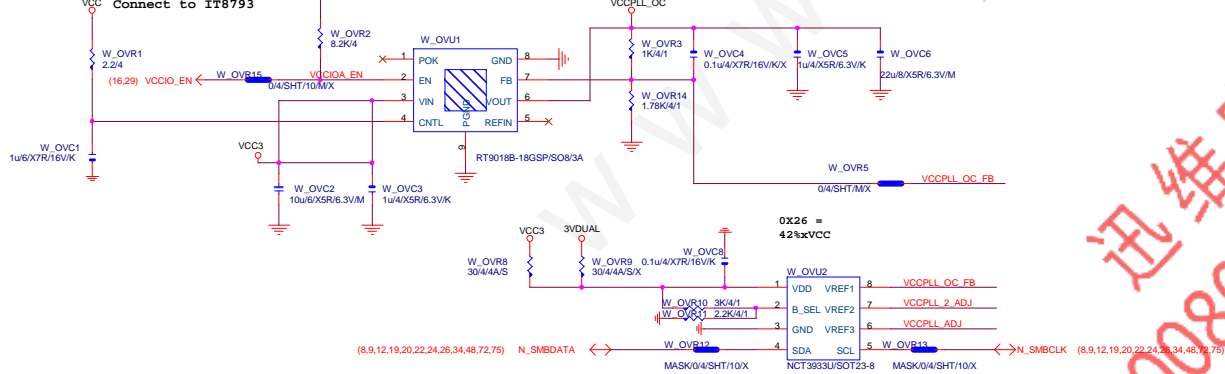 Connect to IT8793
VCC
VCCPLL_OC
W_OVR1
2.2/4
W_OVR2
8.2K/4
W_OVU1
1 POK
2 EN
3 VIN
4 CNTL
GND 8
FB 7
VOUT 6
REFIN 5
PGND
9
RT9018B-18GSP/SO8/3A
(16,29) VCCIO_EN
W_OVR15
VCCIOA_EN
0/4/SHT/10/M/X
W_OVR3
1K/4/1
W_OVC4
0.1u/4/X7R/16V/K/X
W_OVC5
1u/4/X5R/6.3V/K
W_OVC6
22u/8/X5R/6.3V/M
W_OVR14
1.78K/4/1
W_OVC1
1u/6/X7R/16V/K
VCC3
W_OVC2
10u/6/X5R/6.3V/M
W_OVC3
1u/4/X5R/6.3V/K
W_OVR5
0/4/SHT/M/X
VCCPLL_OC_FB
0X26 =
42%xVCC
VCC3
3VDUAL
W_OVR8
30/4/4A/S
W_OVR9
30/4/4A/S/X
W_OVC8
0.1u/4/X7R/16V/K
W_OVU2
1 VDD
2 B_SEL
3 GND
4 SDA
VREF1 8
VREF2 7
VREF3 6
SCL 5
NCT3933U/SOT23-8
W_OVR10 3K/4/1
W_OVR11 2.2K/4/1
VCCPLL_OC_FB
VCCPLL_2_ADJ
VCCPLL_ADJ
(8,9,12,19,20,22,24,26,34,48,72,75) N_SMBDATA
W_OVR12
MASK/0/4/SHT/10/X
W_OVR13
MASK/0/4/SHT/10/X
N_SMBCLK (8,9,12,19,20,22,24,26,34,48,72,75)
W W W
迅维
008